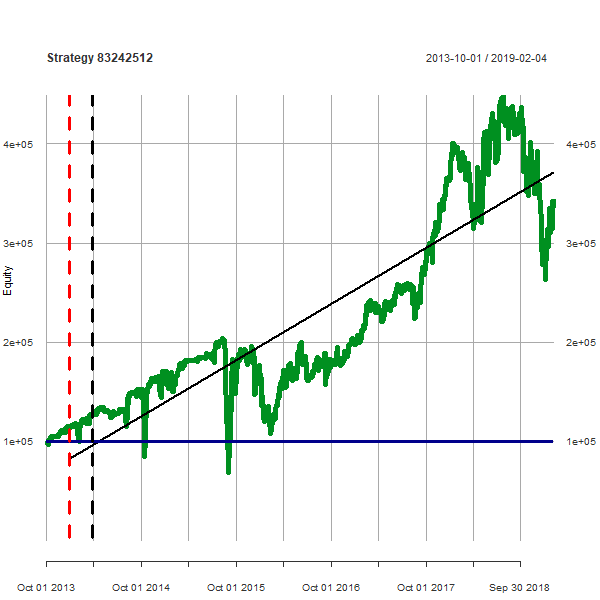 Strategy 83242512
2013-10-01 / 2019-02-04
4e+05
4e+05
3e+05
3e+05
Equity
2e+05
2e+05
1e+05
1e+05
Oct 01 2013
Oct 01 2014
Oct 01 2015
Oct 01 2016
Oct 01 2017
Sep 30 2018